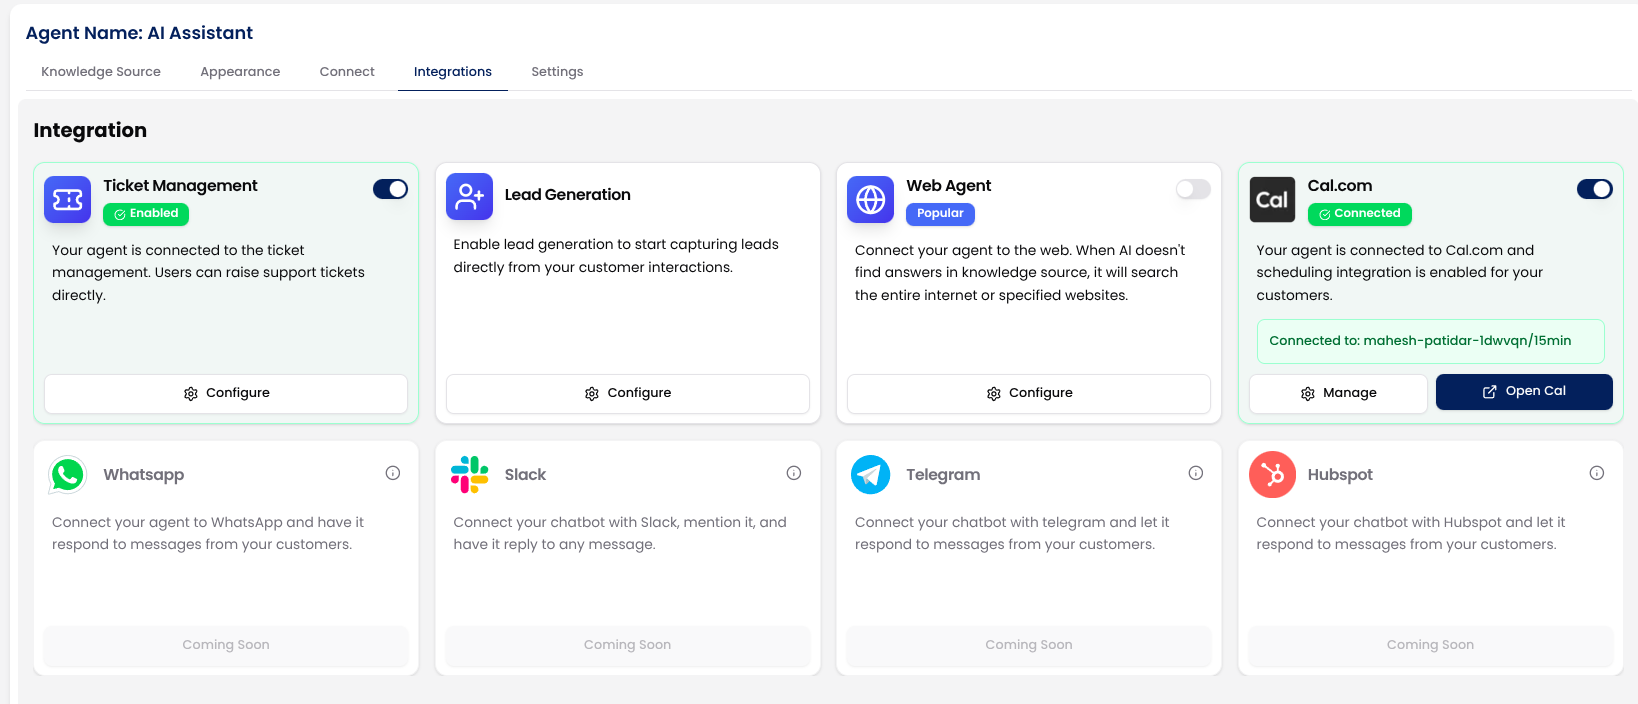 Agent Name: AI Assistant
Knowledge Source
Appearance
Connect
Integrations
Settings
Integration
Ticket Management
Enabled
Your agent is connected to the ticket
management. Users can raise support tickets
directly.
Configure
Lead Generation
Enable lead generation to start capturing leads
directly from your customer interactions.
Configure
Web Agent
Popular
Connect your agent to the web. When AI doesn't
find answers in knowledge source, it will search
the entire internet or specified websites.
Configure
Cal
Cal.com
Connected
Your agent is connected to Cal.com and
scheduling integration is enabled for your
customers.
Connected to: mahesh-patidar-1dwvqn/15min
Manage
Open Cal
Whatsapp
Connect your agent to WhatsApp and have it
respond to messages from your customers.
Coming Soon
Slack
Connect your chatbot with Slack, mention it, and
have it reply to any message.
Coming Soon
Telegram
Connect your chatbot with telegram and let it
respond to messages from your customers.
Coming Soon
Hubspot
Connect your chatbot with Hubspot and let it
respond to messages from your customers.
Coming Soon